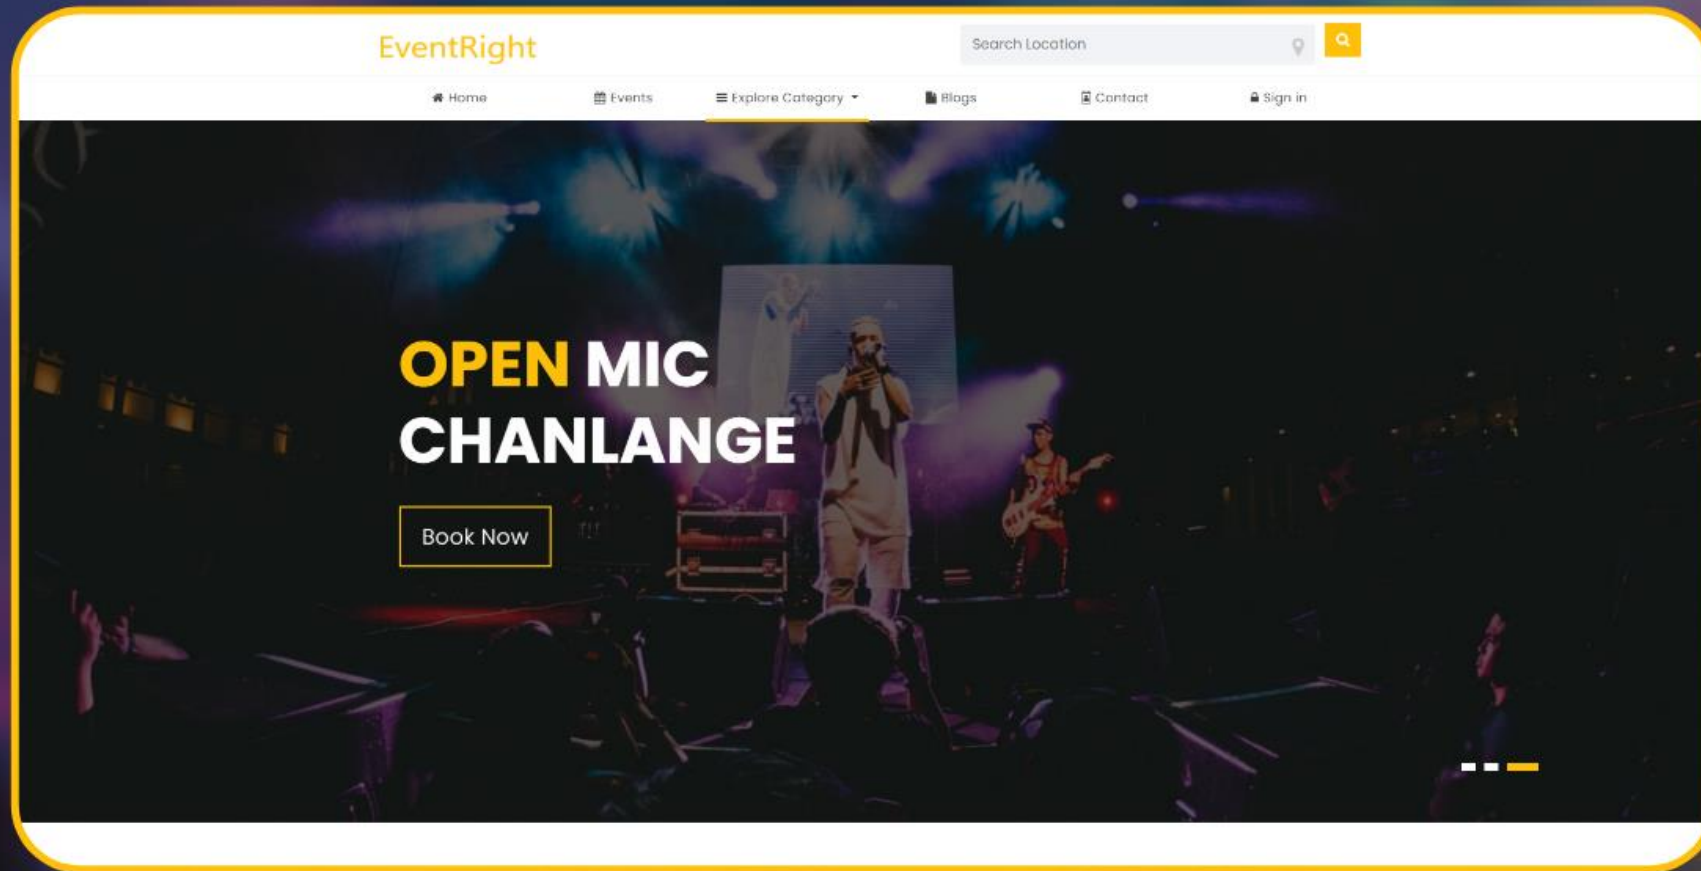 EventRight
Search Location
Home Events Explore Category Blogs Contact Sign in
OPEN MIC
CHANLANGE
Book Now